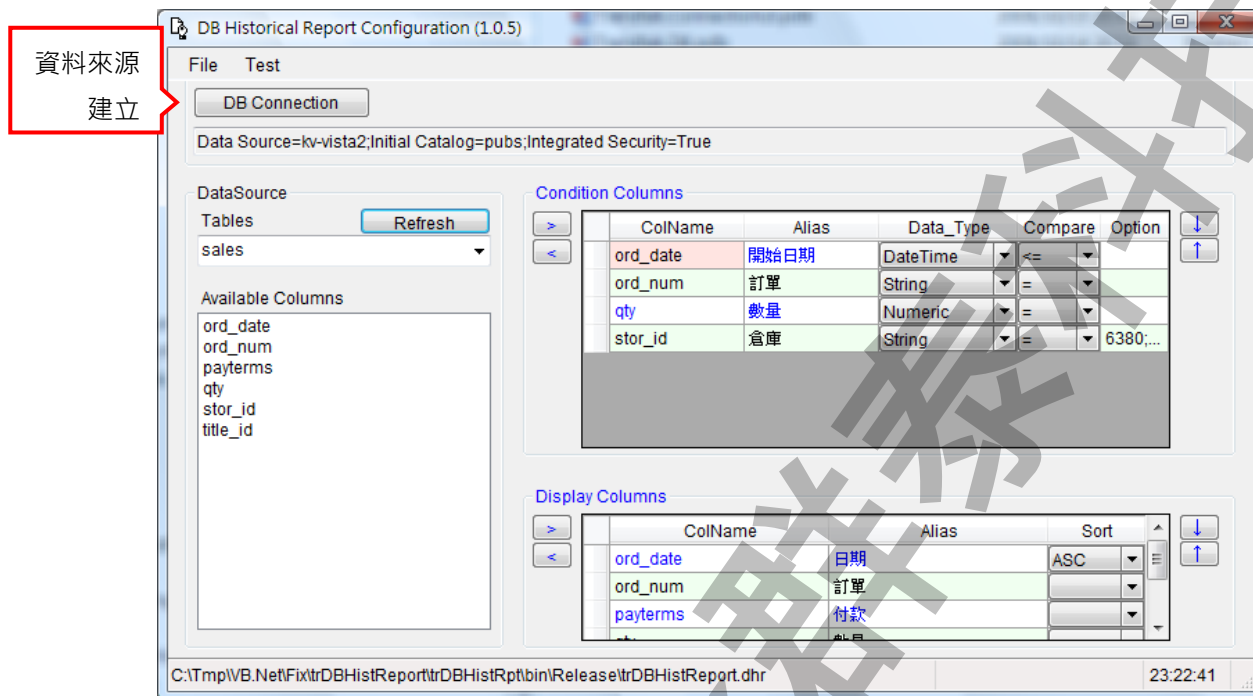 DB Historical Report Configuration (1.0.5)
資料來源
建立
File Test
DB Connection
Data Source=kv-vista2;Initial Catalog=pubs;Integrated Security=True
DataSource
Tables Refresh
sales
Available Columns
ord_date
ord_num
payterms
qty
stor_id
title_id
Condition Columns
> < ↓ ↑
ColName Alias Data_Type Compare Option
ord_date 開始日期 DateTime <=
ord_num 訂單 String =
qty 數量 Numeric =
stor_id 倉庫 String = 6380;...
Display Columns
> < ↓ ↑
ColName Alias Sort
ord_date 日期 ASC
ord_num 訂單
payterms 付款
C:\Tmp\VB.Net\Fix\trDBHistReport\trDBHistRpt\bin\Release\trDBHistReport.dhr 23:22:41
群泰科